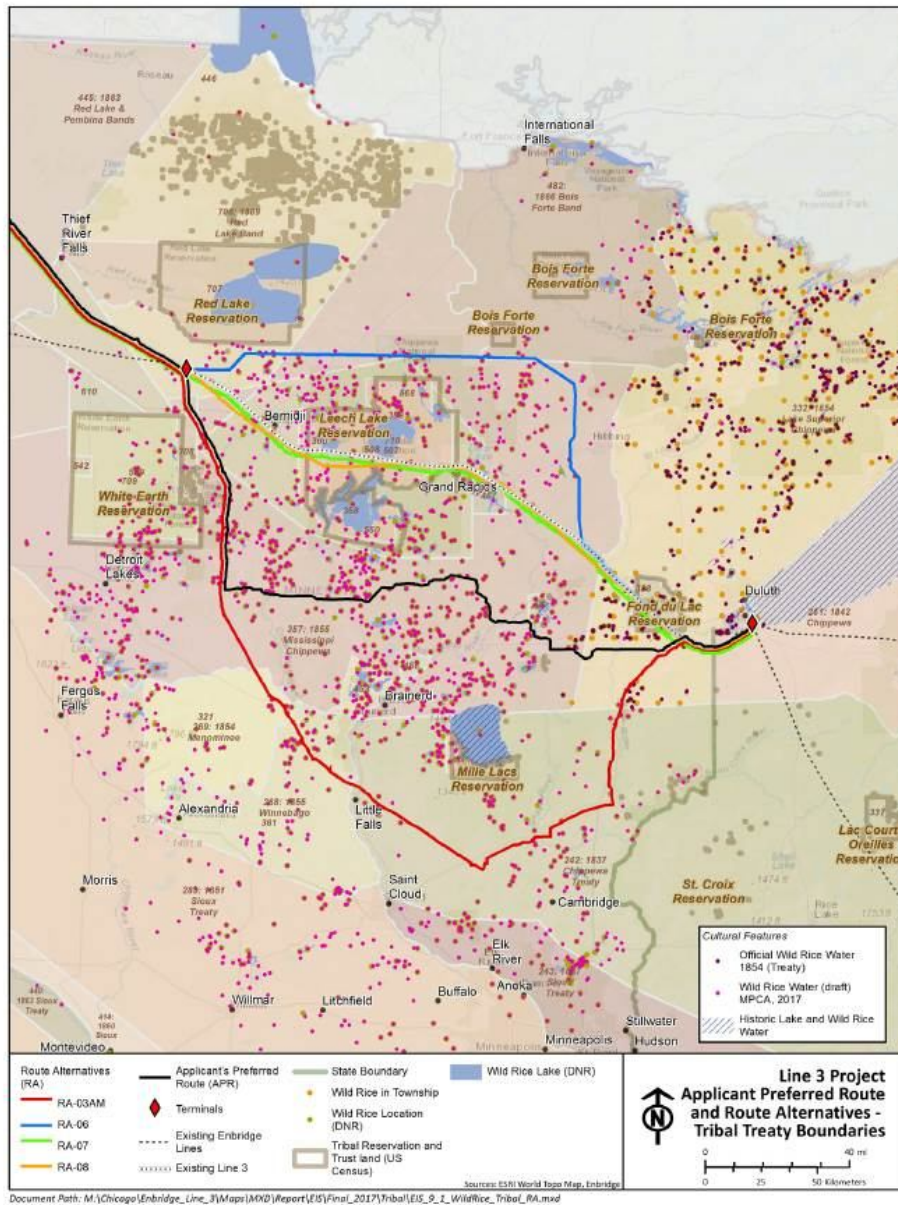 Roseau
446
445: 1863
Red Lake &
Pembina Bands
International
Falls
482:
1866 Bois
Forte Band
Thief
River
Falls
706: 1889
Red
Lake Band
707
Red Lake
Reservation
Bois Forte
Reservation
Bois Forte
Reservation
Bois Forte
Reservation
610
Bemidji
Leech Lake
Reservation
332: 1854
Lake Superior
Chippewa
Hibbing
542
White Earth
Reservation
Grand Rapids
Detroit
Lakes
Duluth
Fond du Lac
Reservation
261: 1842
Chippewa
357: 1855
Mississippi
Chippewa
Fergus
Falls
Brainerd
321
269: 1854
Menominee
Mille Lacs
Reservation
Alexandria
268: 1855
Winnebago
361
Little
Falls
337
Lac Courte
Oreilles
Reservation
Morris
Saint
Cloud
242: 1837
Chippewa
Treaty
Cambridge
St. Croix
Reservation
1474 ft
Rice
Lake
289: 1851
Sioux
Treaty
Elk
River
Willmar
Litchfield
Buffalo
Anoka
Stillwater
Montevideo
Minneapolis
Minneapolis
Hudson
Cultural Features
Official Wild Rice Water
1854 (Treaty)
Wild Rice Water (draft)
MPCA, 2017
Historic Lake and Wild Rice
Water
Route Alternatives
(RA)
RA-03AM
RA-06
RA-07
RA-08
Applicant's Preferred
Route (APR)
Terminals
Existing Enbridge
Lines
Existing Line 3
State Boundary
Wild Rice in Township
Wild Rice Location
(DNR)
Tribal Reservation and
Trust land (US
Census)
Wild Rice Lake (DNR)
Sources: ESRI World Topo Map, Enbridge
N
Line 3 Project
Applicant Preferred Route
and Route Alternatives -
Tribal Treaty Boundaries
0 40 mi
0 25 50 Kilometers
Document Path: M:\Chicago\Enbridge_Line_3\Maps\MXD\Report\EIS\Final_2017\Tribal\EIS_9_1_WildRice_Tribal_RA.mxd